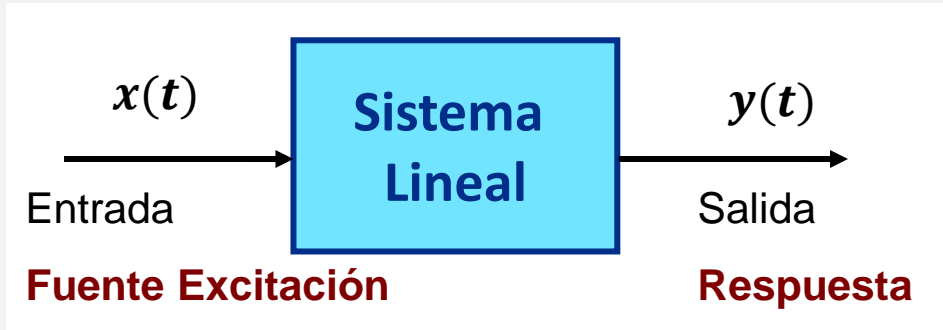 x(t)
Sistema
Lineal
y(t)
Entrada
Salida
Fuente Excitación
Respuesta